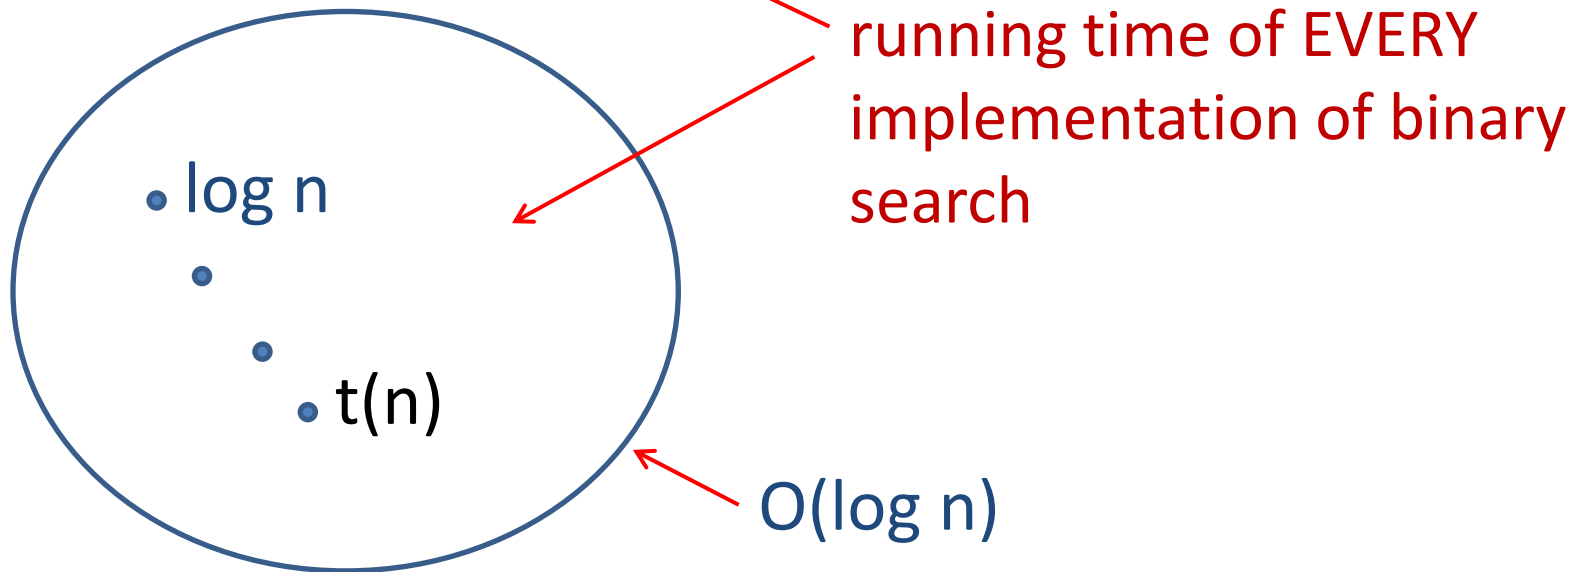 running time of EVERY
implementation of binary
search
log n
t(n)
O(log n)